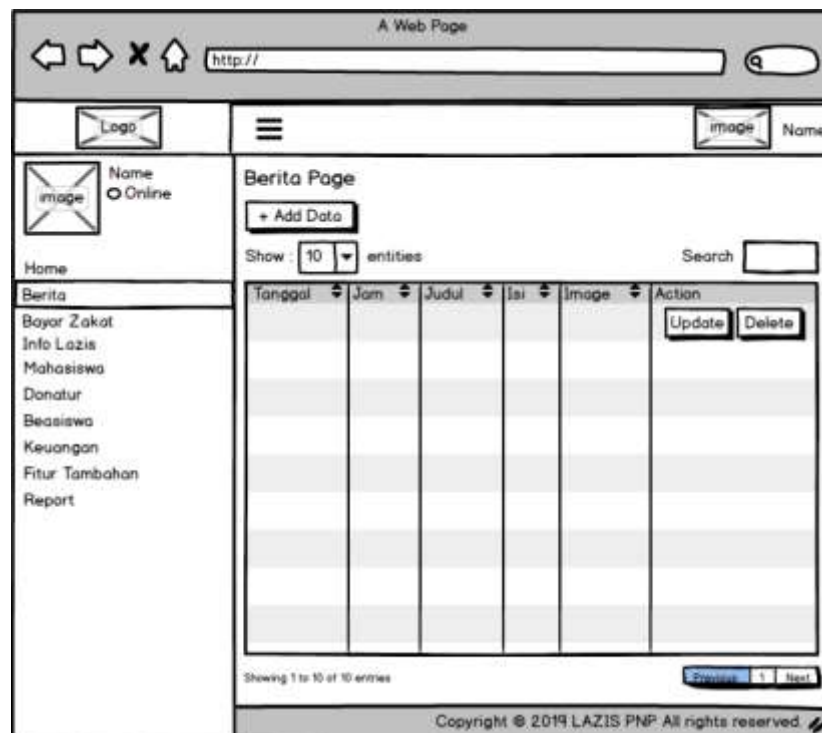 A Web Page
http://
Logo
image Name
image
Name
Online
Home
Berita
Bayar Zakat
Info Lazis
Mahasiswa
Donatur
Beasiswa
Keuangan
Fitur Tambahan
Report
Berita Page
+ Add Data
Show : 10 entities Search
Tanggal Jam Judul Isi Image Action
Update Delete
Showing 1 to 10 of 10 entries
Previous 1 Next
Copyright © 2019 LAZIS PNP All rights reserved.